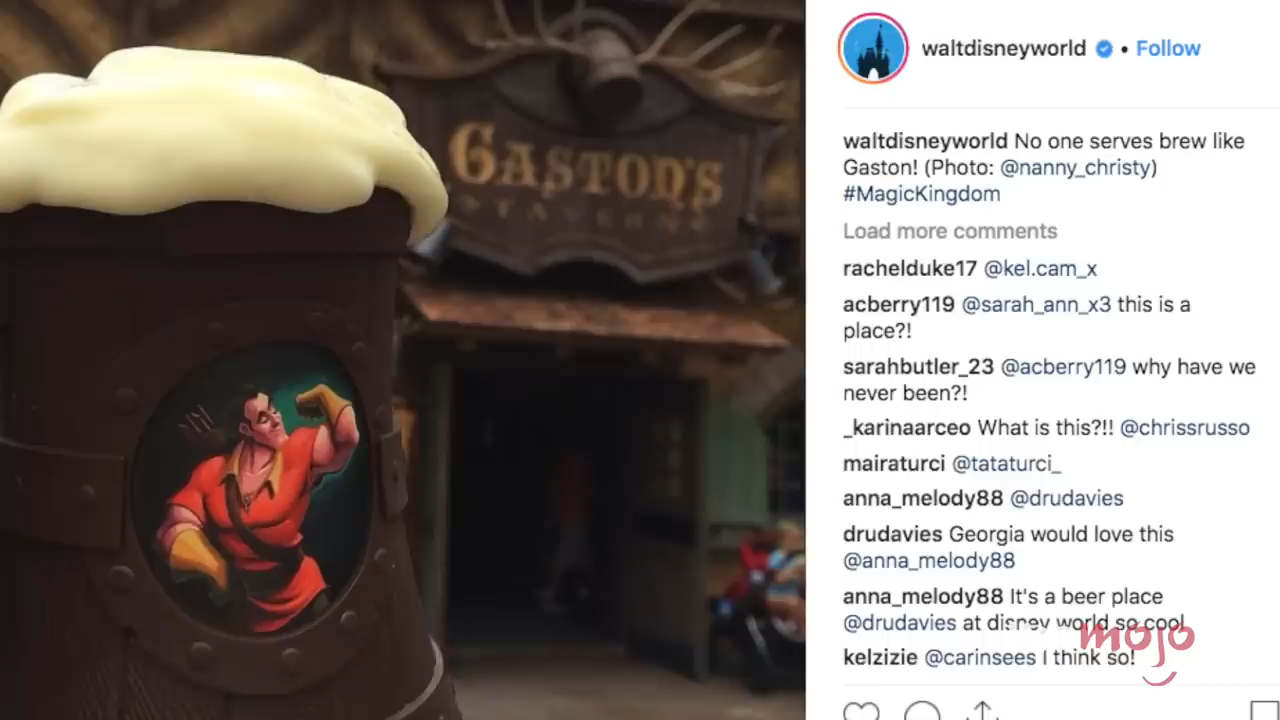 GASTON'S
TAVERN
waltdisneyworld • Follow
waltdisneyworld No one serves brew like
Gaston! (Photo: @nanny_christy)
#MagicKingdom
Load more comments
rachelduke17 @kel.cam_x
acberry119 @sarah_ann_x3 this is a
place?!
sarahbutler_23 @acberry119 why have we
never been?!
_karinaarceo What is this?!! @chrissrusso
mairaturci @tataturci_
anna_melody88 @drudavies
drudavies Georgia would love this
@anna_melody88
anna_melody88 It's a beer place
@drudavies at disney world so cool
kelzizie @carinsees I think so!
mojo